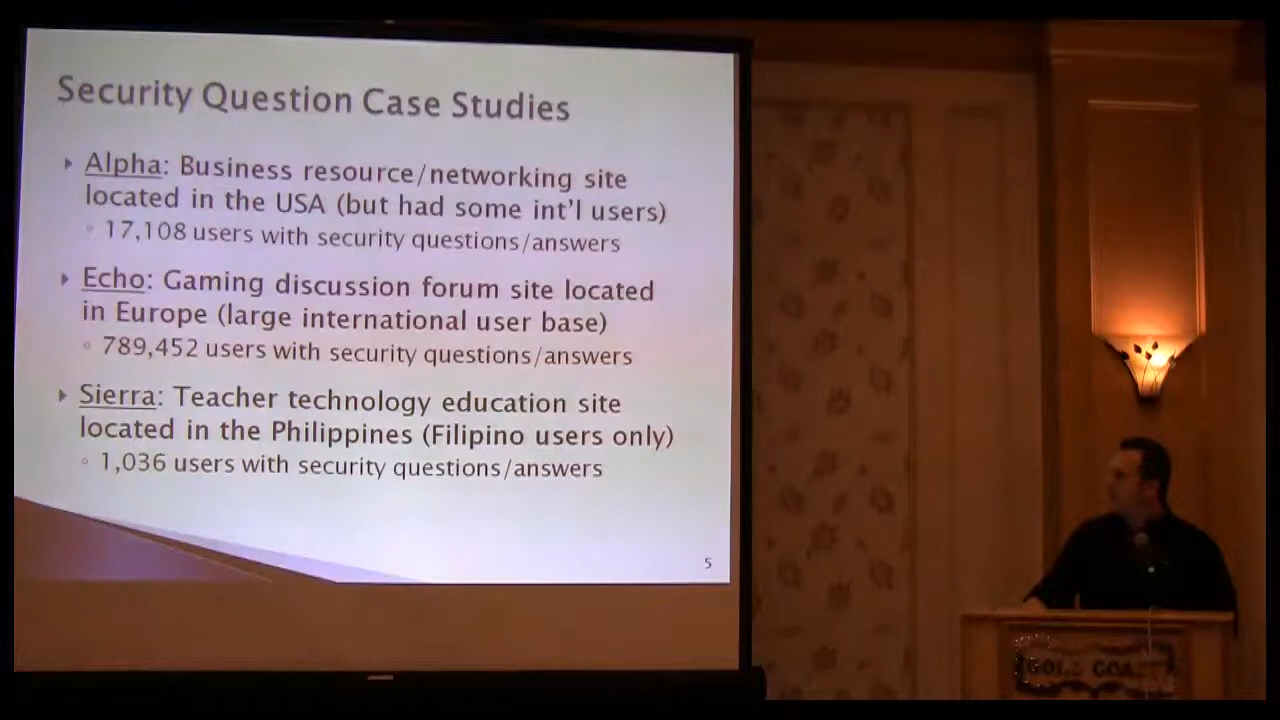 Security Question Case Studies
Alpha: Business resource/networking site
located in the USA (but had some int'l users)
17,108 users with security questions/answers
Echo: Gaming discussion forum site located
in Europe (large international user base)
789,452 users with security questions/answers
Sierra: Teacher technology education site
located in the Philippines (Filipino users only)
1,036 users with security questions/answers
5
GOLD COAST